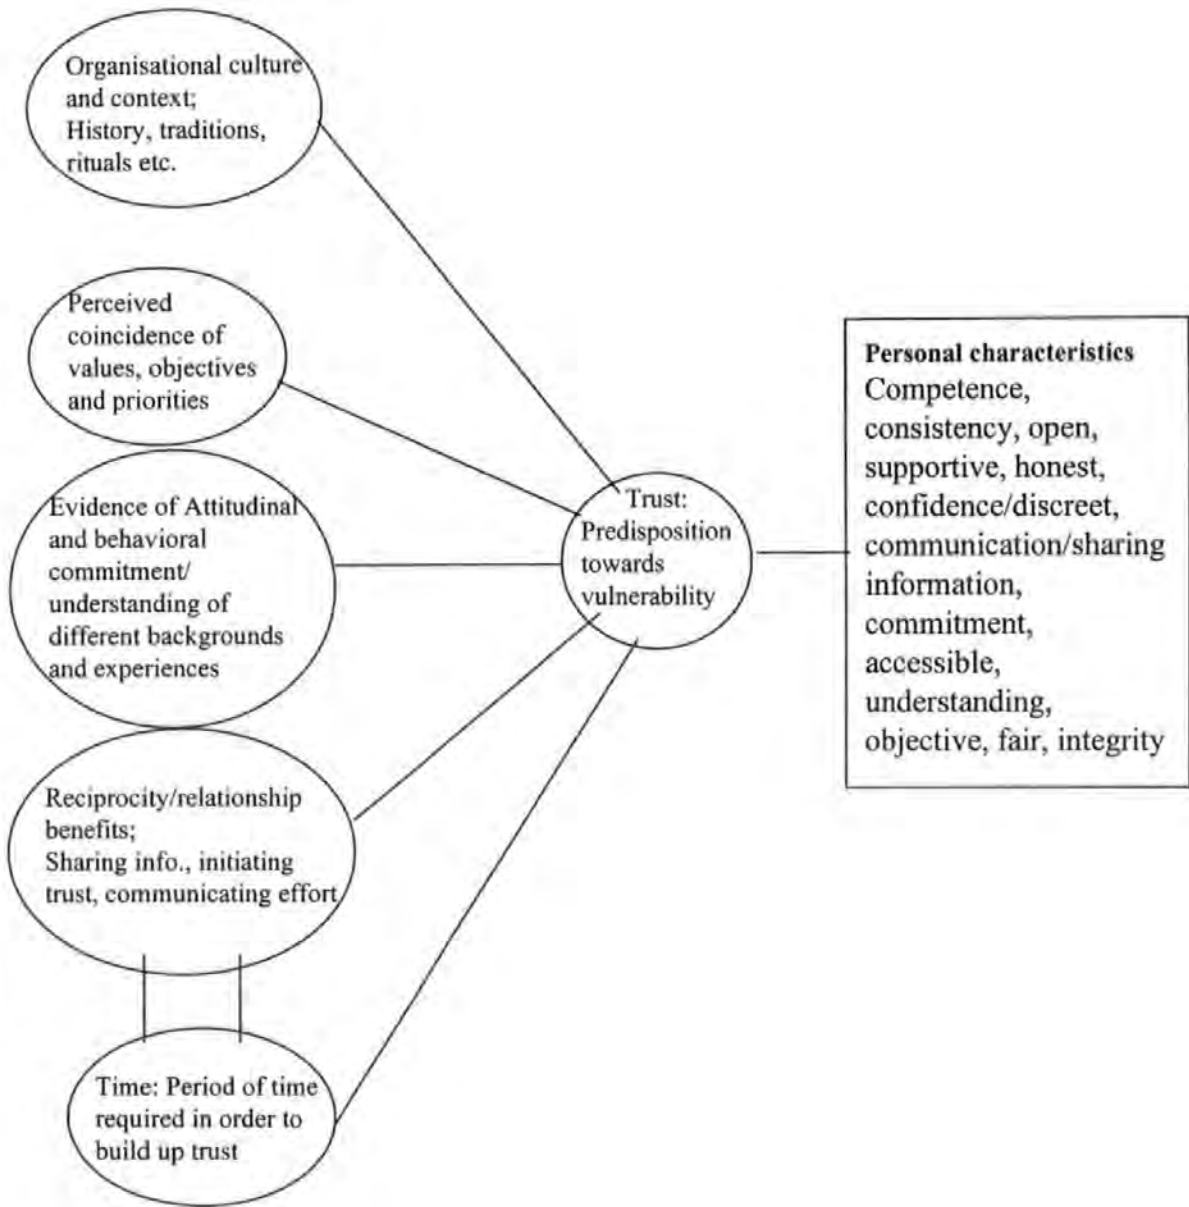 Organisational culture
and context;
History, traditions,
rituals etc.
Perceived
coincidence of
values, objectives
and priorities
Evidence of Attitudinal
and behavioral
commitment/
understanding of
different backgrounds
and experiences
Reciprocity/relationship
benefits;
Sharing info., initiating
trust, communicating effort
Time: Period of time
required in order to
build up trust
Trust:
Predisposition
towards
vulnerability
Personal characteristics
Competence,
consistency, open,
supportive, honest,
confidence/discreet,
communication/sharing
information,
commitment,
accessible,
understanding,
objective, fair, integrity